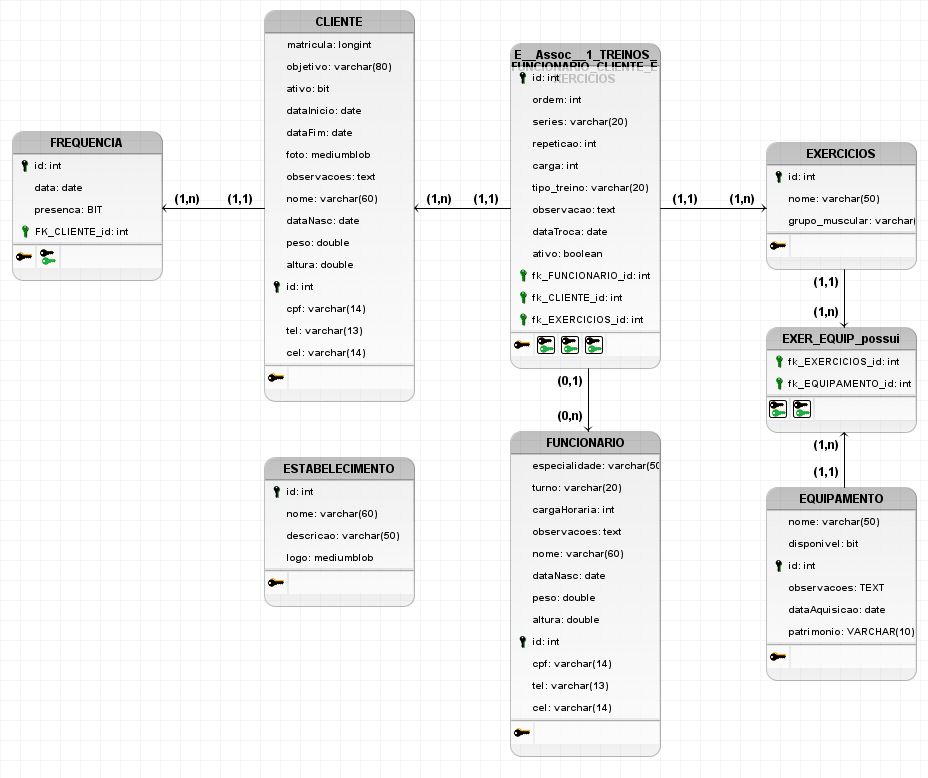 CLIENTE
matricula: longint
objetivo: varchar(80)
ativo: bit
dataInicio: date
dataFim: date
foto: mediumblob
observacoes: text
nome: varchar(60)
dataNasc: date
peso: double
altura: double
id: int
cpf: varchar(14)
tel: varchar(13)
cel: varchar(14)
E__Assoc__1_TREINOS_
FUNCIONARIO_CLIENTE_E
XERCICIOS
id: int
ordem: int
series: varchar(20)
repeticao: int
carga: int
tipo_treino: varchar(20)
observacao: text
dataTroca: date
ativo: boolean
fk_FUNCIONARIO_id: int
fk_CLIENTE_id: int
fk_EXERCICIOS_id: int
FREQUENCIA
id: int
data: date
presenca: BIT
FK_CLIENTE_id: int
(1,n) (1,1)
(1,n) (1,1)
(1,1) (1,n)
EXERCICIOS
id: int
nome: varchar(50)
grupo_muscular: varchar(
(1,1)
(1,n)
EXER_EQUIP_possui
fk_EXERCICIOS_id: int
fk_EQUIPAMENTO_id: int
(1,n)
(1,1)
EQUIPAMENTO
nome: varchar(50)
disponivel: bit
id: int
observacoes: TEXT
dataAquisicao: date
patrimonio: VARCHAR(10)
(0,1)
(0,n)
FUNCIONARIO
especialidade: varchar(50
turno: varchar(20)
cargaHoraria: int
observacoes: text
nome: varchar(60)
dataNasc: date
peso: double
altura: double
id: int
cpf: varchar(14)
tel: varchar(13)
cel: varchar(14)
ESTABELECIMENTO
id: int
nome: varchar(60)
descricao: varchar(50)
logo: mediumblob